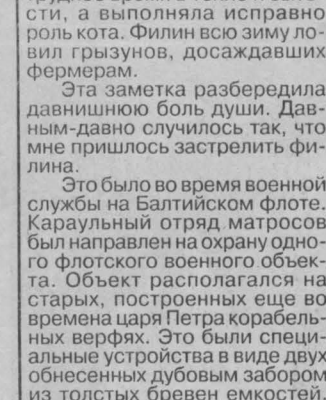 сти, а выполняла исправно
роль кота. Филин всю зиму ло-
вил грызунов, досаждавших
фермерам.
Эта заметка разбередила
давнишнюю боль души. Дав-
ным-давно случилось так, что
мне пришлось застрелить фи-
лина.
Это было во время военной
службы на Балтийском флоте.
Караульный отряд матросов
был направлен на охрану одно-
го флотского военного объек-
та. Объект располагался на
старых, построенных еще во
времена царя Петра корабель-
ных верфях. Это были специ-
альные устройства в виде двух
обнесенных дубовым забором
из толстых бревен емкостей,